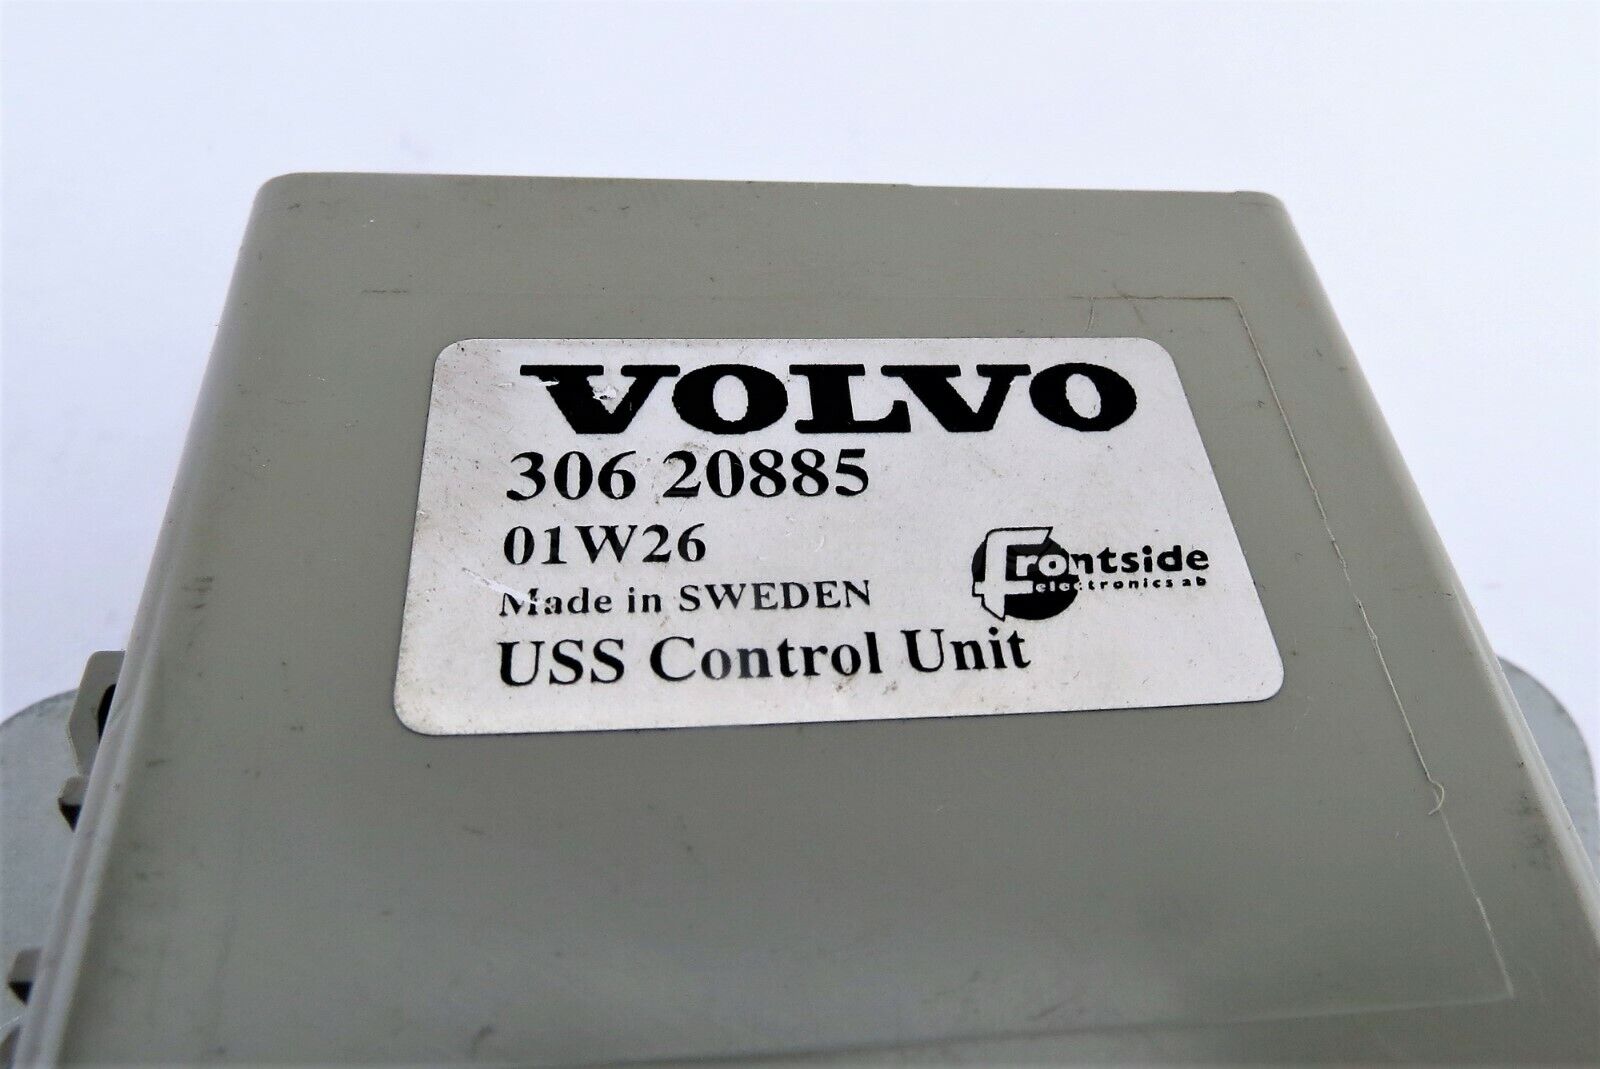 VOLVO
306 20885
01W26
Made in SWEDEN
Frontside
electronics ab
USS Control Unit